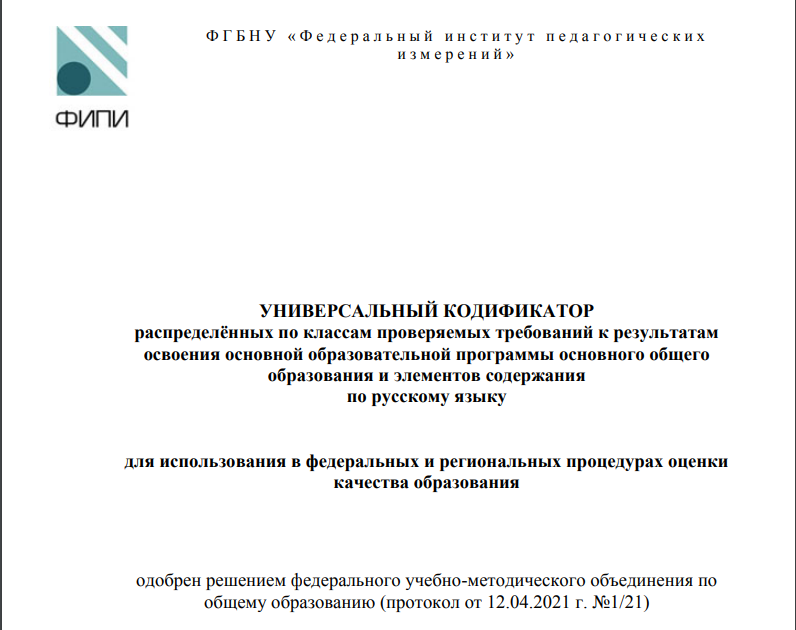 ФГБНУ «Федеральный институт педагогических
измерений»
ФИПИ
УНИВЕРСАЛЬНЫЙ КОДИФИКАТОР
распределённых по классам проверяемых требований к результатам
освоения основной образовательной программы основного общего
образования и элементов содержания
по русскому языку
для использования в федеральных и региональных процедурах оценки
качества образования
одобрен решением федерального учебно-методического объединения по
общему образованию (протокол от 12.04.2021 г. №1/21)